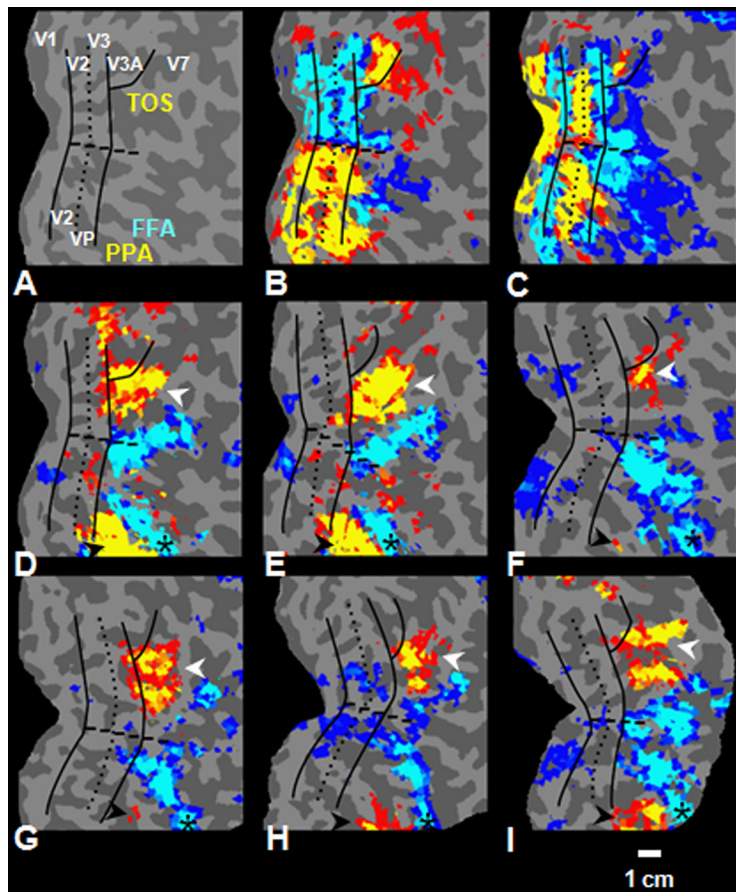 V1 V3
V2 V3A V7
TOS
V2 FFA
VP PPA
A B C
*
*
*
D E F
*
*
*
G H I
1 cm